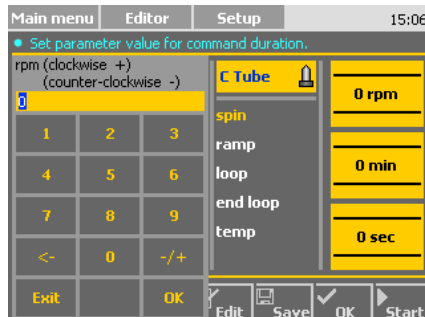 Main menu Editor Setup 15:06
• Set parameter value for command duration.
rpm (clockwise +)
(counter-clockwise -)
0
1 2 3
4 5 6
7 8 9
<- 0 -/+
Exit OK
C Tube
spin
ramp
loop
end loop
temp
0 rpm
0 min
0 sec
Edit Save OK Start